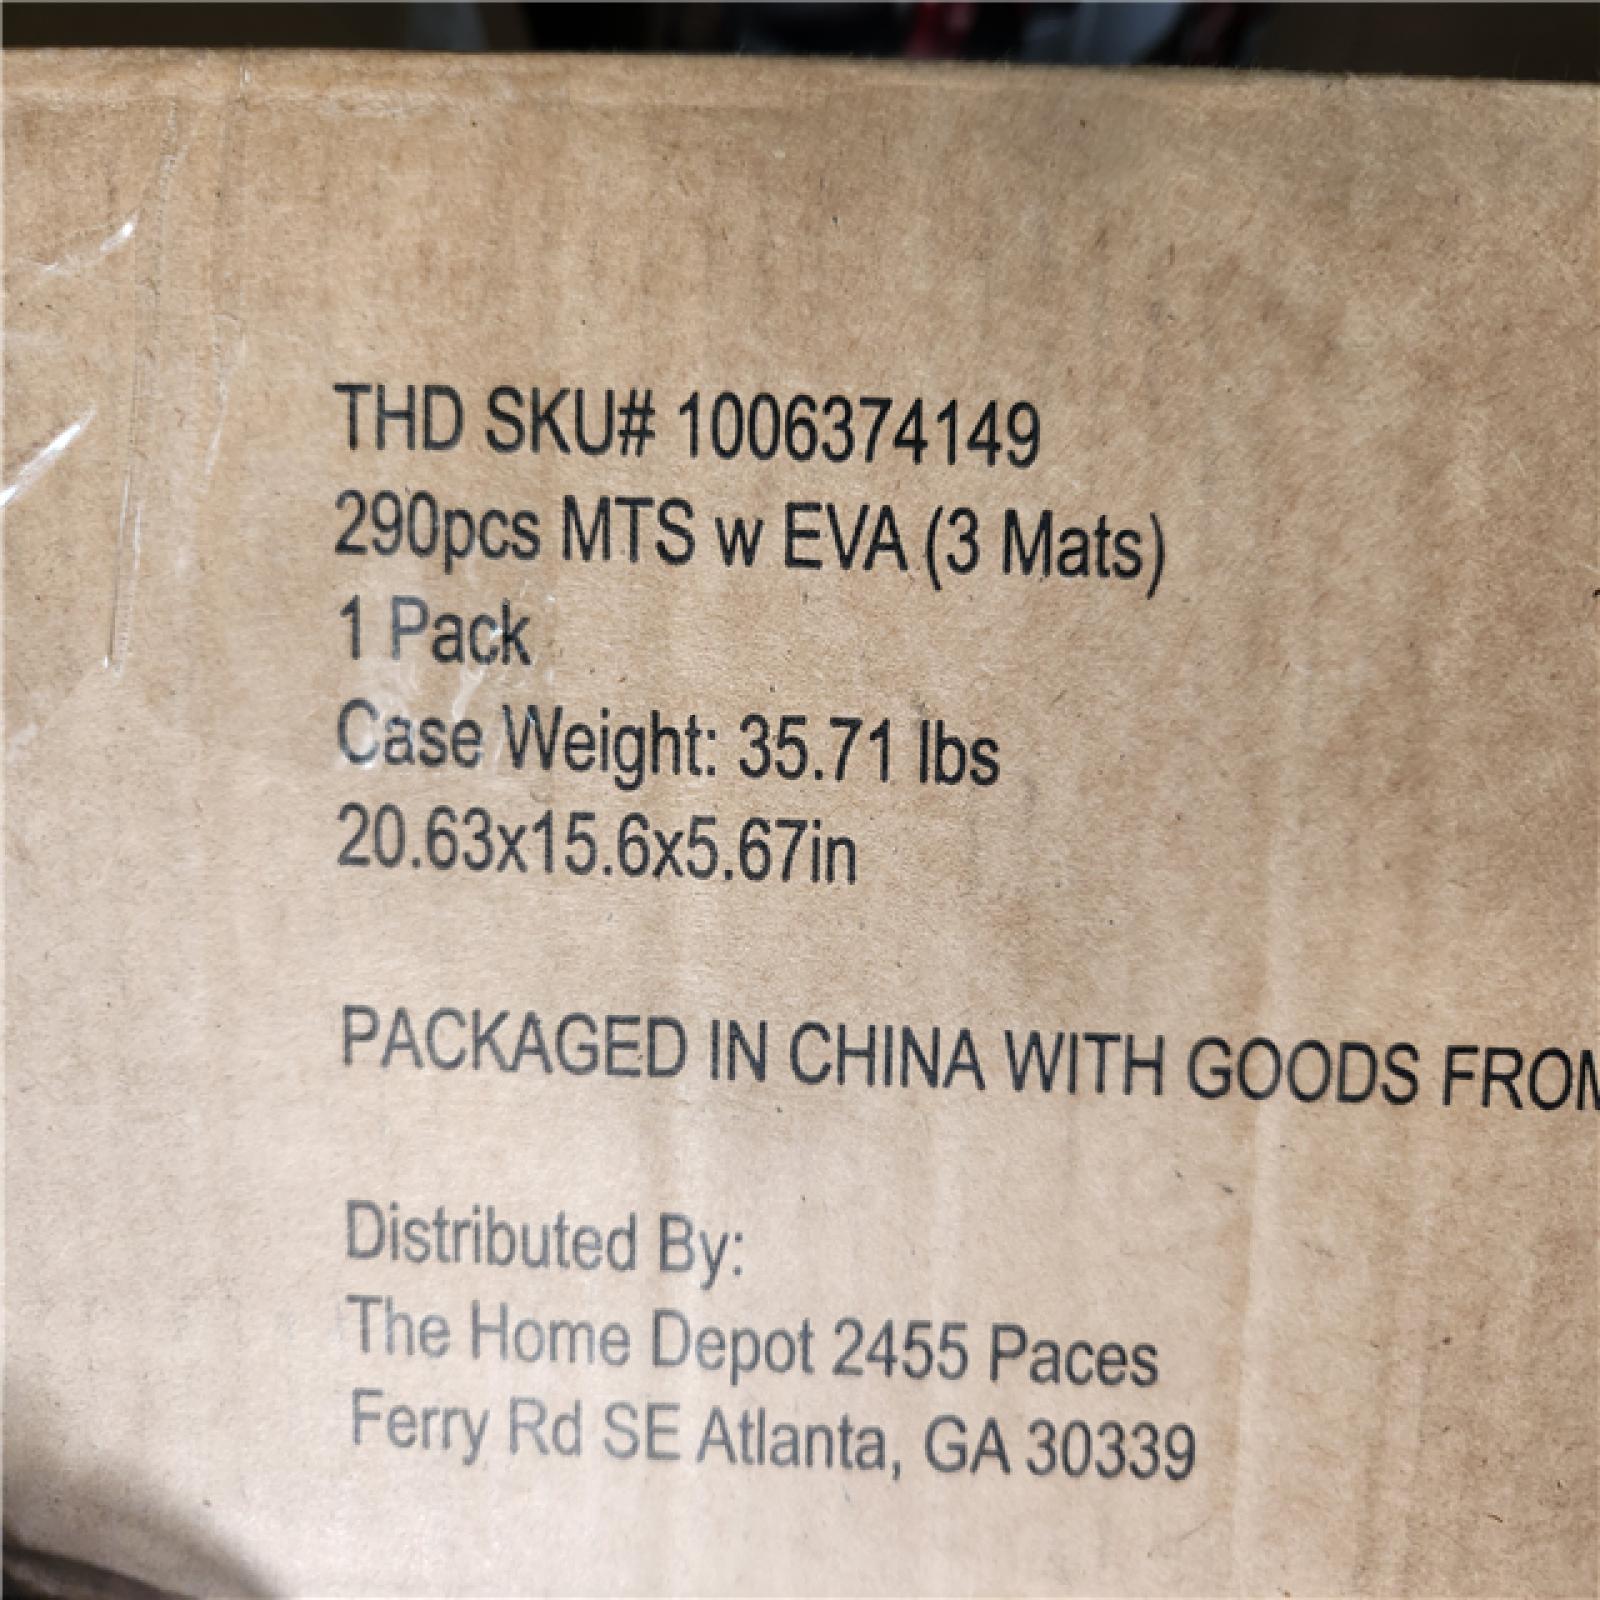 THD SKU# 1006374149
290pcs MTS w EVA (3 Mats)
1 Pack
Case Weight: 35.71 lbs
20.63x15.6x5.67in
PACKAGED IN CHINA WITH GOODS FROM
Distributed By:
The Home Depot 2455 Paces
Ferry Rd SE Atlanta, GA 30339